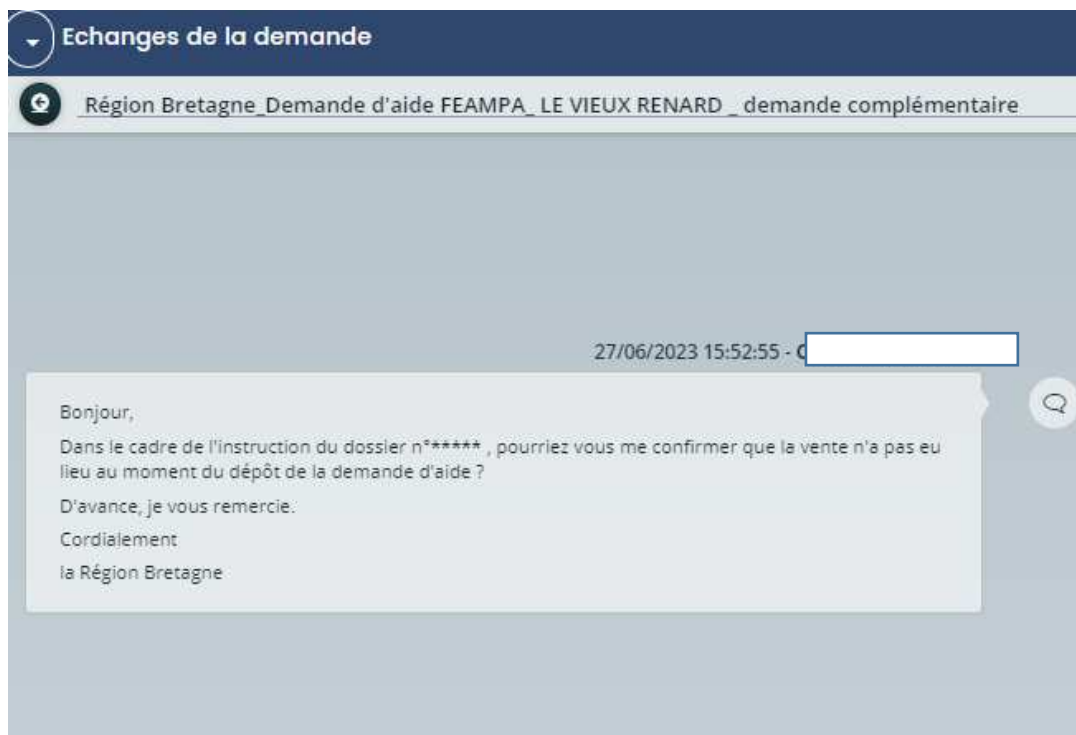 Echanges de la demande
Région Bretagne_Demande d'aide FEAMPA_ LE VIEUX RENARD _ demande complémentaire
27/06/2023 15:52:55 -
Bonjour,
Dans le cadre de l'instruction du dossier n°***** , pourriez vous me confirmer que la vente n'a pas eu
lieu au moment du dépôt de la demande d'aide ?
D'avance, je vous remercie.
Cordialement
la Région Bretagne